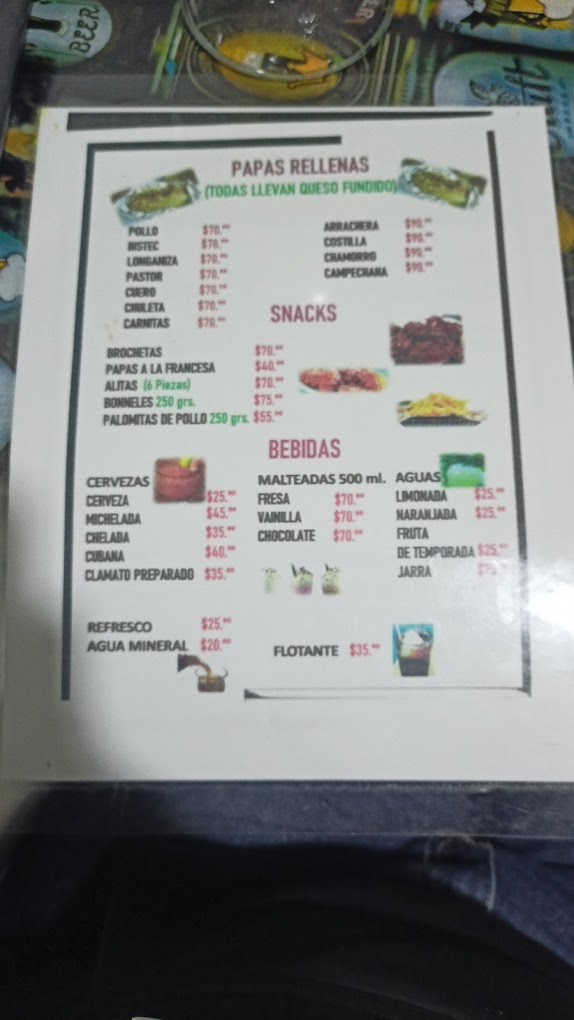 BEER
PAPAS RELLENAS
(TODAS LLEVAN QUESO FUNDIDO)
POLLO $70.00
BISTEC $70.00
LONGANIZA $70.00
PASTOR $70.00
CUERO $70.00
CHULETA $70.00
CARNITAS $70.00
ARRACHERA $90.00
COSTILLA $90.00
CHAMORRO $90.00
CAMPECHANA $90.00
SNACKS
BROCHETAS $70.00
PAPAS A LA FRANCESA $40.00
ALITAS (6 Piezas) $70.00
BONNELES 250 grs. $75.00
PALOMITAS DE POLLO 250 grs. $55.00
BEBIDAS
CERVEZAS
CERVEZA $25.00
MICHELADA $45.00
CHELADA $35.00
CUBANA $40.00
CLAMATO PREPARADO $35.00
MALTEADAS 500 ml.
FRESA $70.00
VAINILLA $70.00
CHOCOLATE $70.00
AGUAS
LIMONADA $25.00
NARANJADA $25.00
FRUTA
DE TEMPORADA $25.00
JARRA
REFRESCO $25.00
AGUA MINERAL $20.00
FLOTANTE $35.00